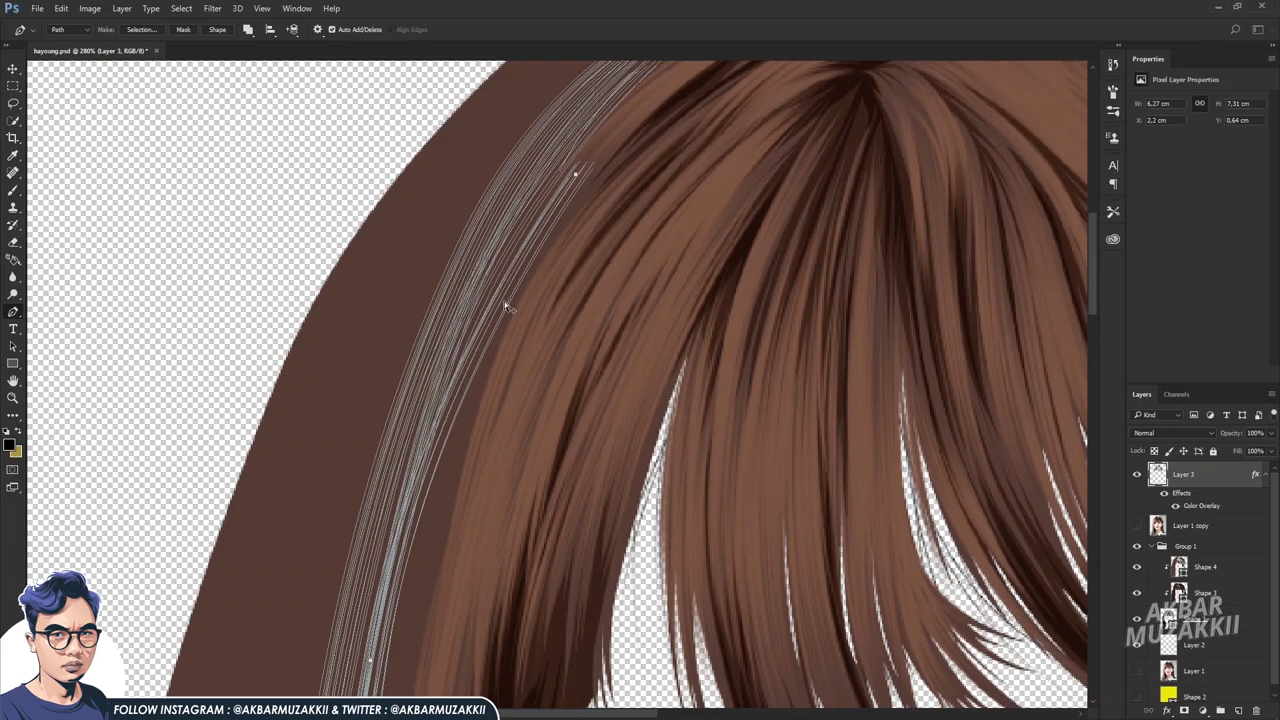 Ps File Edit Image Layer Type Select Filter 3D View Window Help
Path Make: Selection... Mask Shape Auto Add/Delete Align Edges
hayoung.psd @ 280% (Layer 3, RGB/8) *
Properties
Pixel Layer Properties
W: 6,27 cm H: 7,31 cm
X: 2,2 cm Y: 0,64 cm
Layers Channels
Kind
Normal Opacity: 100%
Lock: Fill: 100%
Layer 3 fx
Effects
Color Overlay
Layer 1 copy
Group 1
Shape 4
Shape 3
AKBAR
MUZAKKII
Layer 2
Layer 1
Shape 2
FOLLOW INSTAGRAM : @AKBARMUZAKKII & TWITTER : @AKBARMUZAKKII